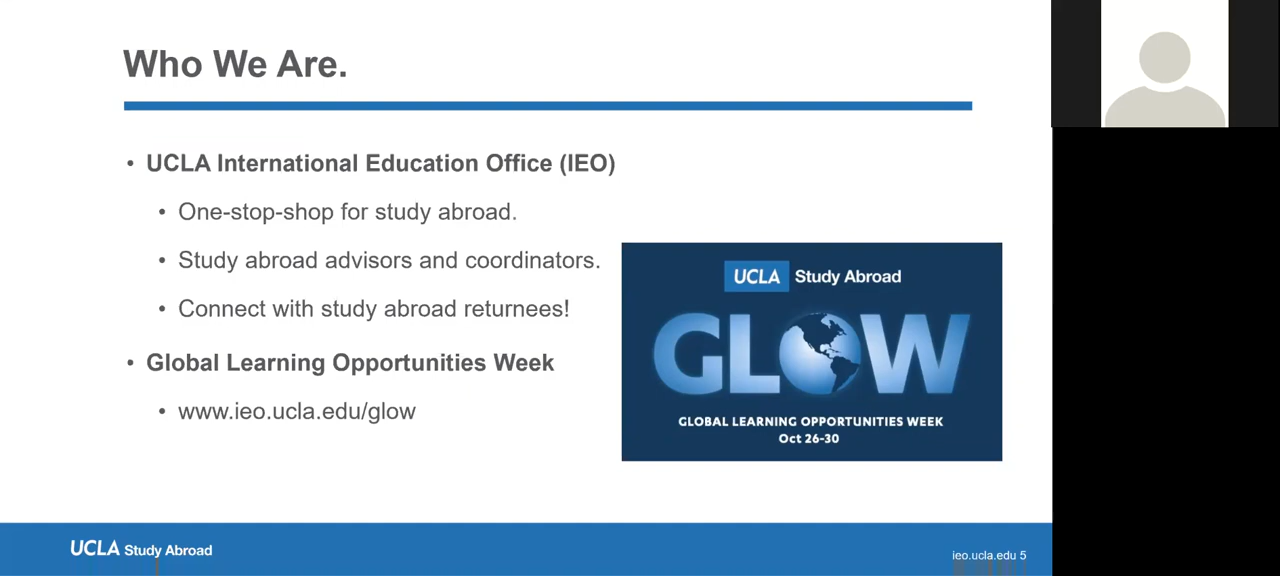 Who We Are.
• UCLA International Education Office (IEO)
• One-stop-shop for study abroad.
• Study abroad advisors and coordinators.
• Connect with study abroad returnees!
• Global Learning Opportunities Week
• www.ieo.ucla.edu/glow
UCLA Study Abroad
GLOW
GLOBAL LEARNING OPPORTUNITIES WEEK
Oct 26-30
UCLA Study Abroad
ieo.ucla.edu 5